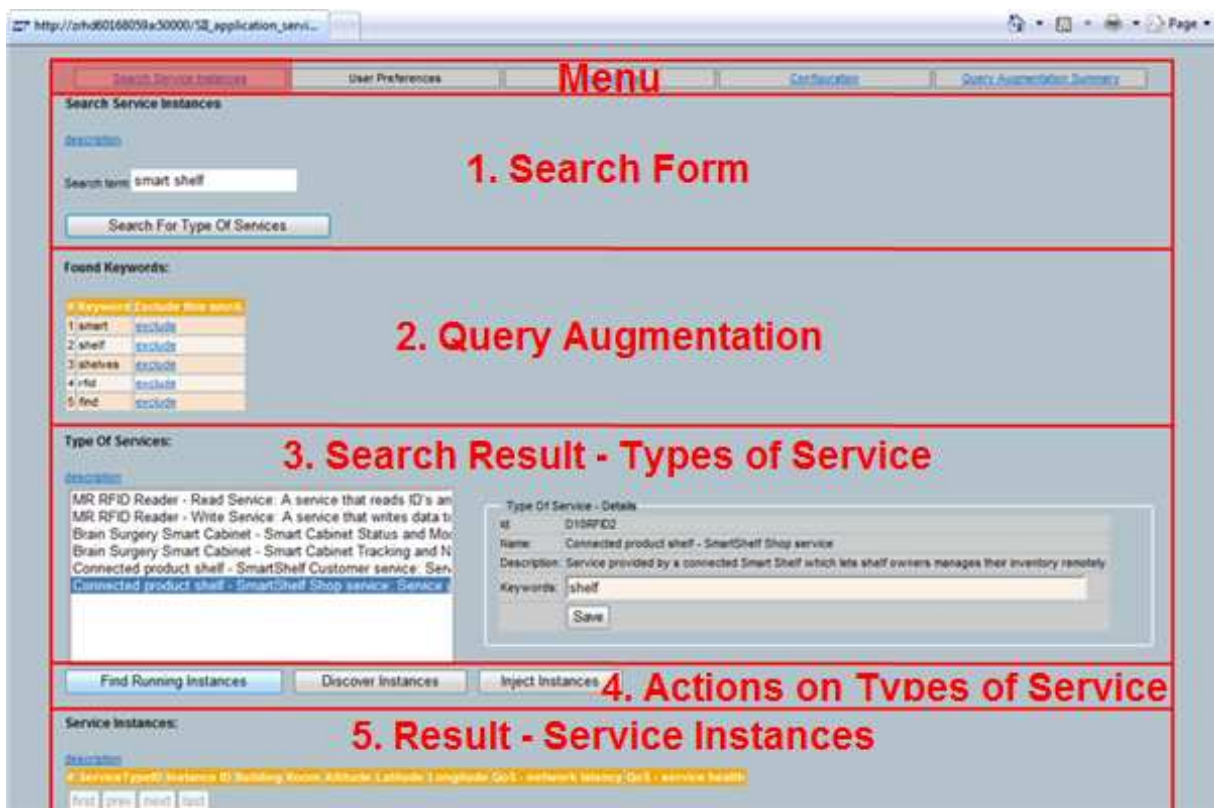 http://zrhd60168059a:50000/SB_application_servi...
Page
Search Service Instances User Preferences Menu Configuration Query Augmentation Summary
Search Service Instances
description
1. Search Form
Search term: smart shelf
Search For Type Of Services
Found Keywords:
# Keyword Exclude this word
1 smart exclude
2 shelf exclude
2. Query Augmentation
3 shelves exclude
4 rfid exclude
5 find exclude
Type Of Services:
3. Search Result - Types of Service
description
MR RFID Reader - Read Service: A service that reads ID's an
MR RFID Reader - Write Service: A service that writes data to
Brain Surgery Smart Cabinet - Smart Cabinet Status and Mo
Brain Surgery Smart Cabinet - Smart Cabinet Tracking and N
Connected product shelf - SmartShelf Customer service: Serv
Connected product shelf - SmartShelf Shop service: Service
Type Of Service - Details
Id: D10RFID2
Name: Connected product shelf - SmartShelf Shop service
Description: Service provided by a connected Smart Shelf which lets shelf owners manages their inventory remotely.
Keywords: shelf
Save
Find Running Instances Discover Instances Inject Instances
4. Actions on Types of Service
Service Instances:
5. Result - Service Instances
description
# ServiceTypeID Instance ID Building Room Altitude Latitude Longitude QoS - network latency QoS - service health
first prev next last